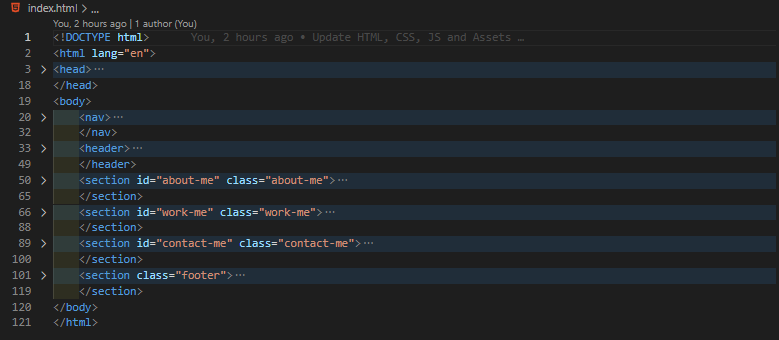 index.html > ...
You, 2 hours ago | 1 author (You)
1 <!DOCTYPE html> You, 2 hours ago • Update HTML, CSS, JS and Assets …
2 <html lang="en">
3 > <head>⋯
18 </head>
19 <body>
20 > <nav>⋯
32 </nav>
33 > <header>⋯
49 </header>
50 > <section id="about-me" class="about-me">⋯
65 </section>
66 > <section id="work-me" class="work-me">⋯
88 </section>
89 > <section id="contact-me" class="contact-me">⋯
100 </section>
101 > <section class="footer">⋯
119 </section>
120 </body>
121 </html>